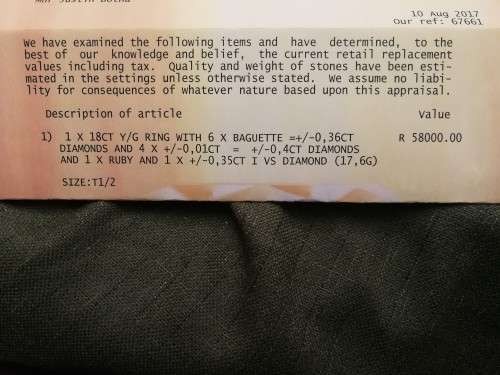 10 Aug 2017
Our ref: 67661
We have examined the following items and have determined, to the
best of our knowledge and belief, the current retail replacement
values including tax. Quality and weight of stones have been esti-
mated in the settings unless otherwise stated. We assume no liabi-
lity for consequences of whatever nature based upon this appraisal.
Description of article Value
1) 1 X 18CT Y/G RING WITH 6 X BAGUETTE =+/-0,36CT R 58000.00
DIAMONDS AND 4 X +/-0,01CT = +/-0,4CT DIAMONDS
AND 1 X RUBY AND 1 X +/-0,35CT I VS DIAMOND (17,6G)
SIZE:T1/2